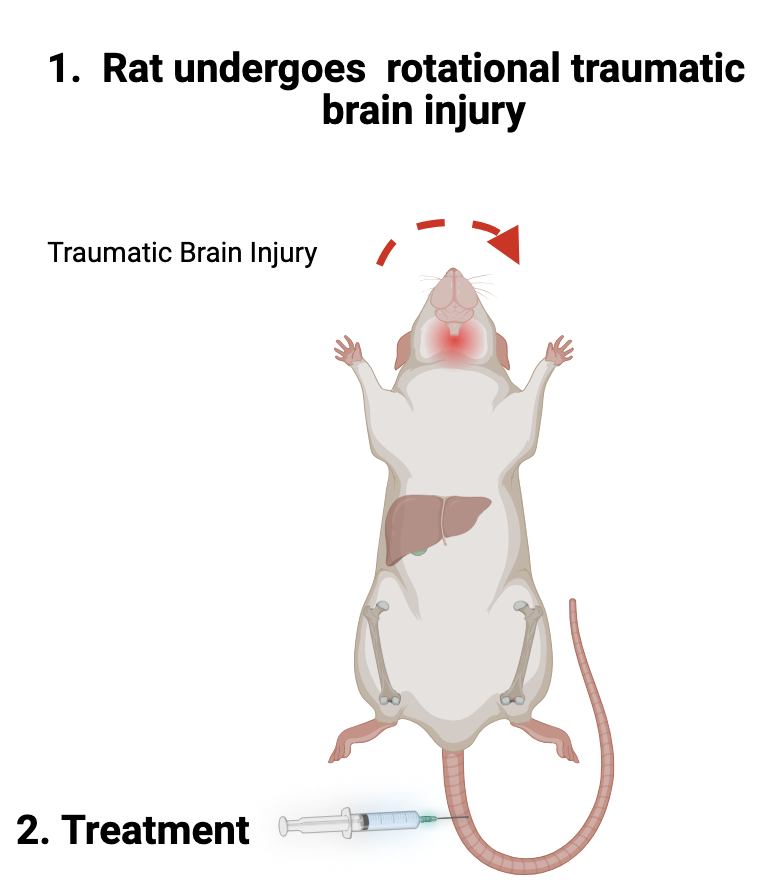 1. Rat undergoes rotational traumatic
brain injury
Traumatic Brain Injury
2. Treatment